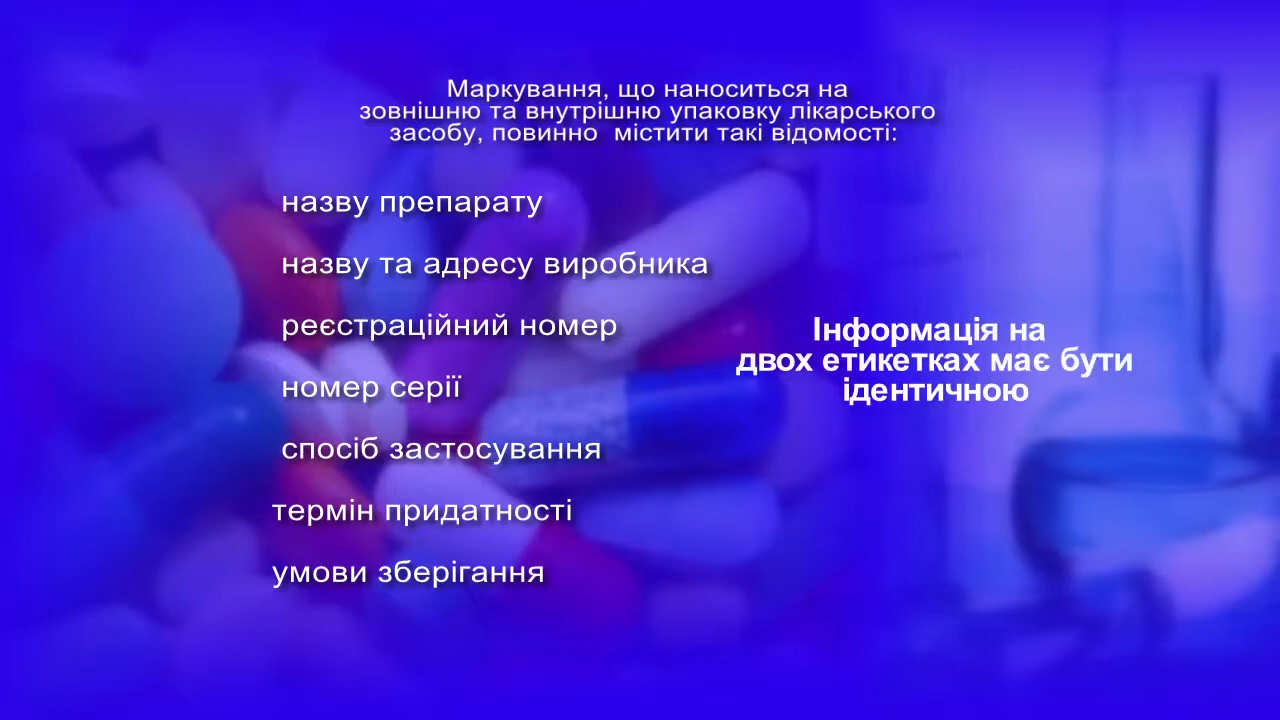 Маркування, що наноситься на
зовнішню та внутрішню упаковку лікарського
засобу, повинно містити такі відомості:
назву препарату
назву та адресу виробника
реєстраційний номер
номер серії
спосіб застосування
термін придатності
умови зберігання
Інформація на
двох етикетках має бути
ідентичною